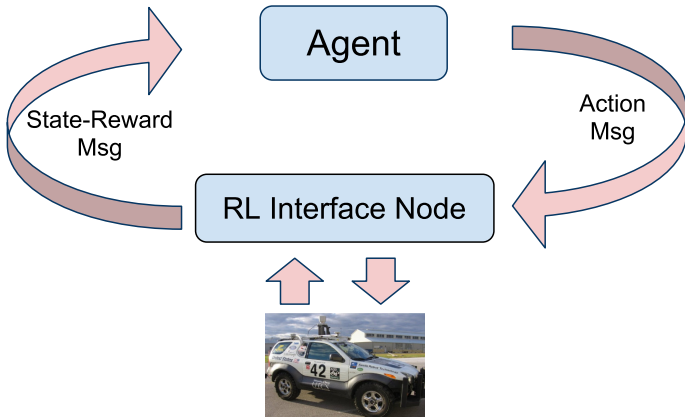 Agent
State-Reward
Msg
Action
Msg
RL Interface Node
42